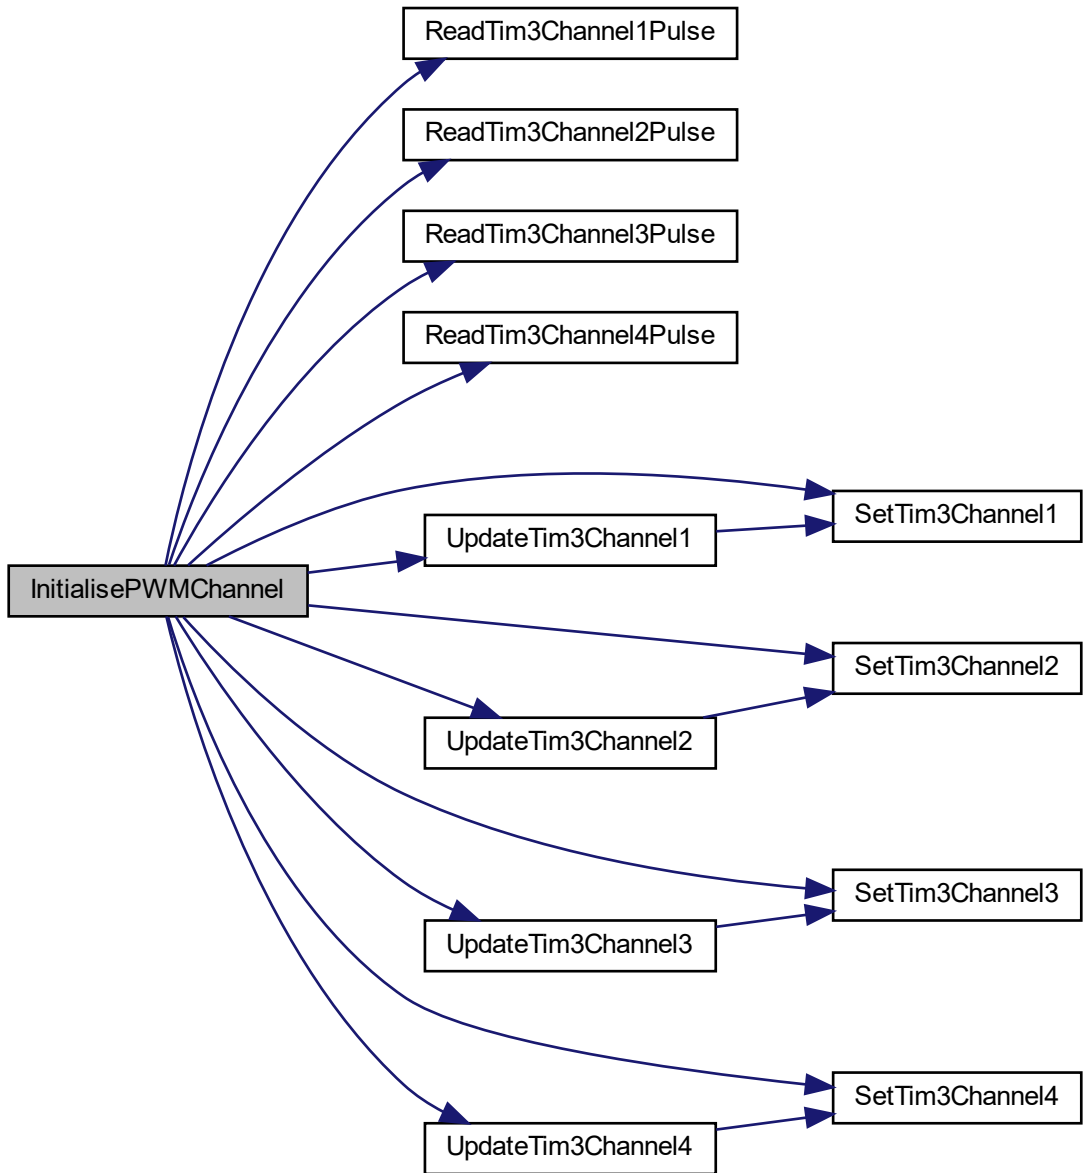 ReadTim3Channel1Pulse
ReadTim3Channel2Pulse
ReadTim3Channel3Pulse
ReadTim3Channel4Pulse
SetTim3Channel1
UpdateTim3Channel1
InitialisePWMChannel
SetTim3Channel2
UpdateTim3Channel2
SetTim3Channel3
UpdateTim3Channel3
SetTim3Channel4
UpdateTim3Channel4